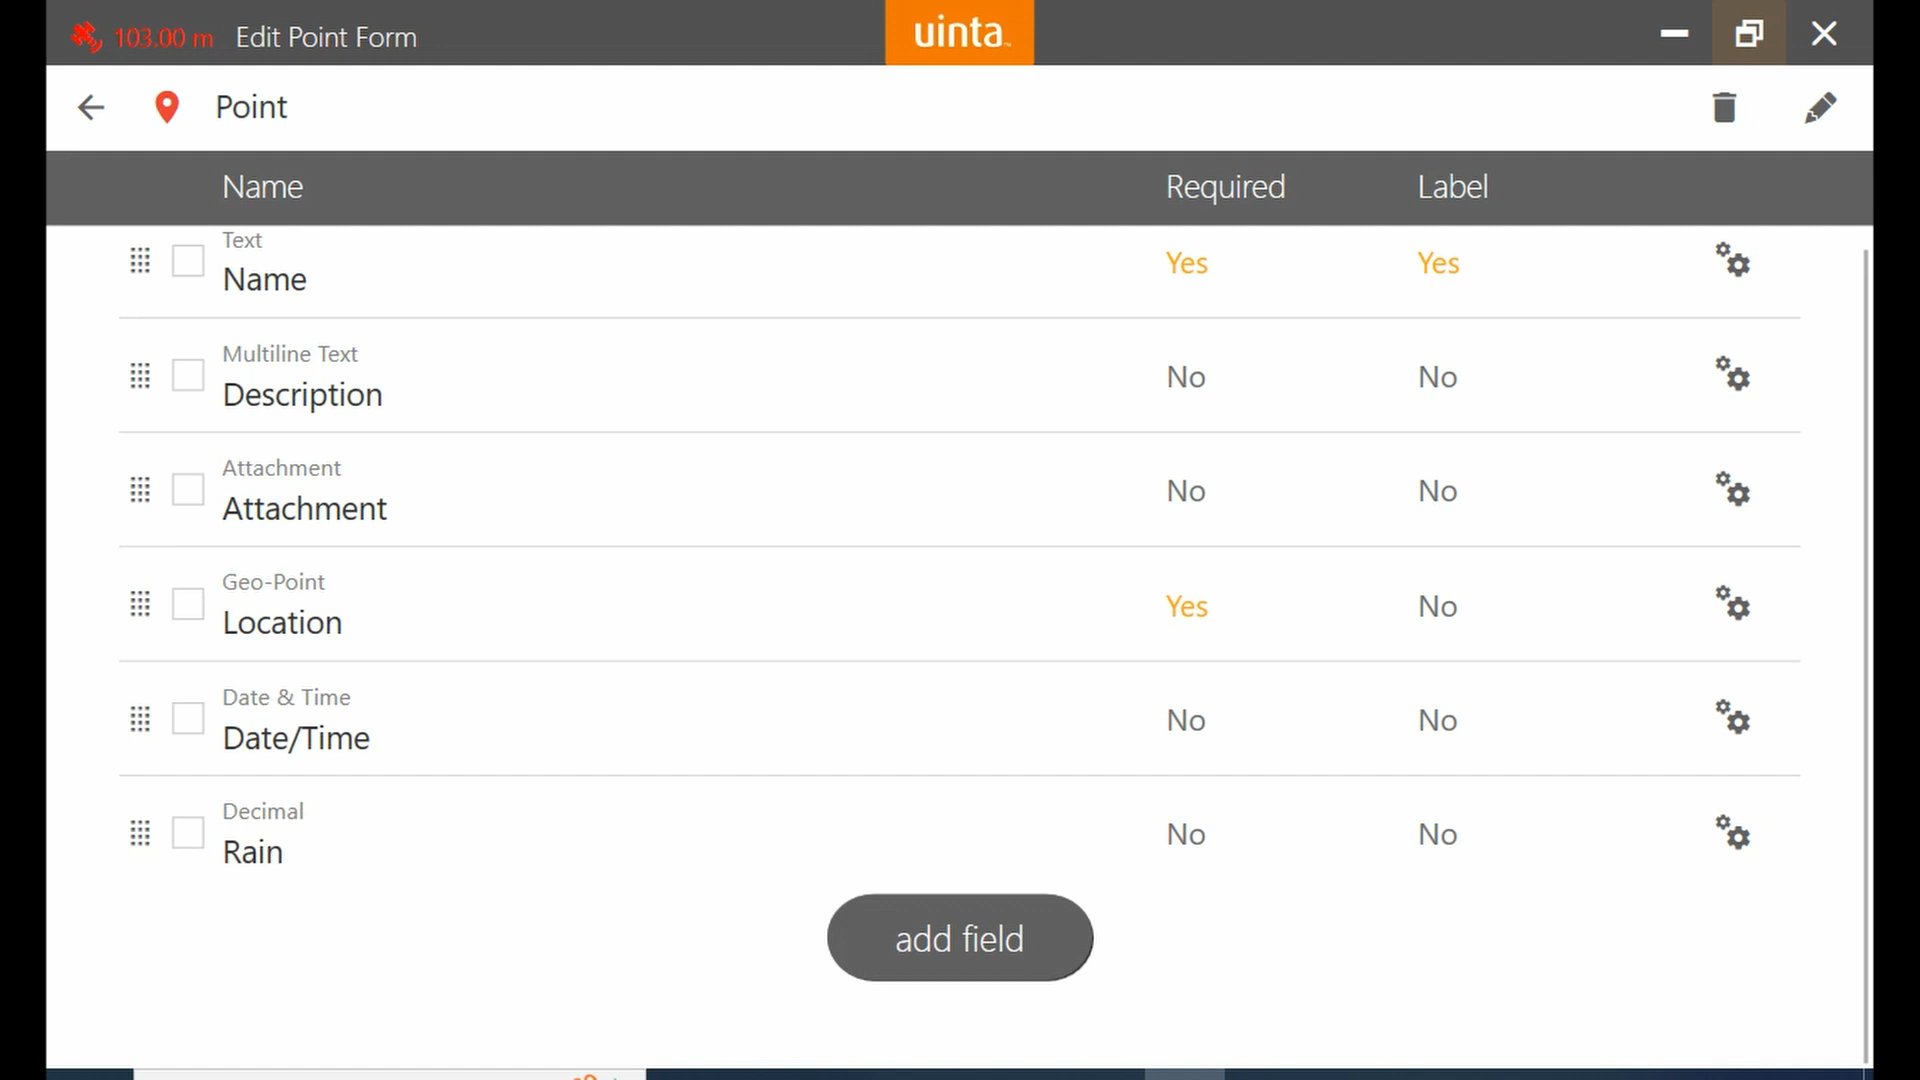 103.00 m Edit Point Form uinta
Point
Name Required Label
Text
Name Yes Yes
Multiline Text
Description No No
Attachment
Attachment No No
Geo-Point
Location Yes No
Date & Time
Date/Time No No
Decimal
Rain No No
add field